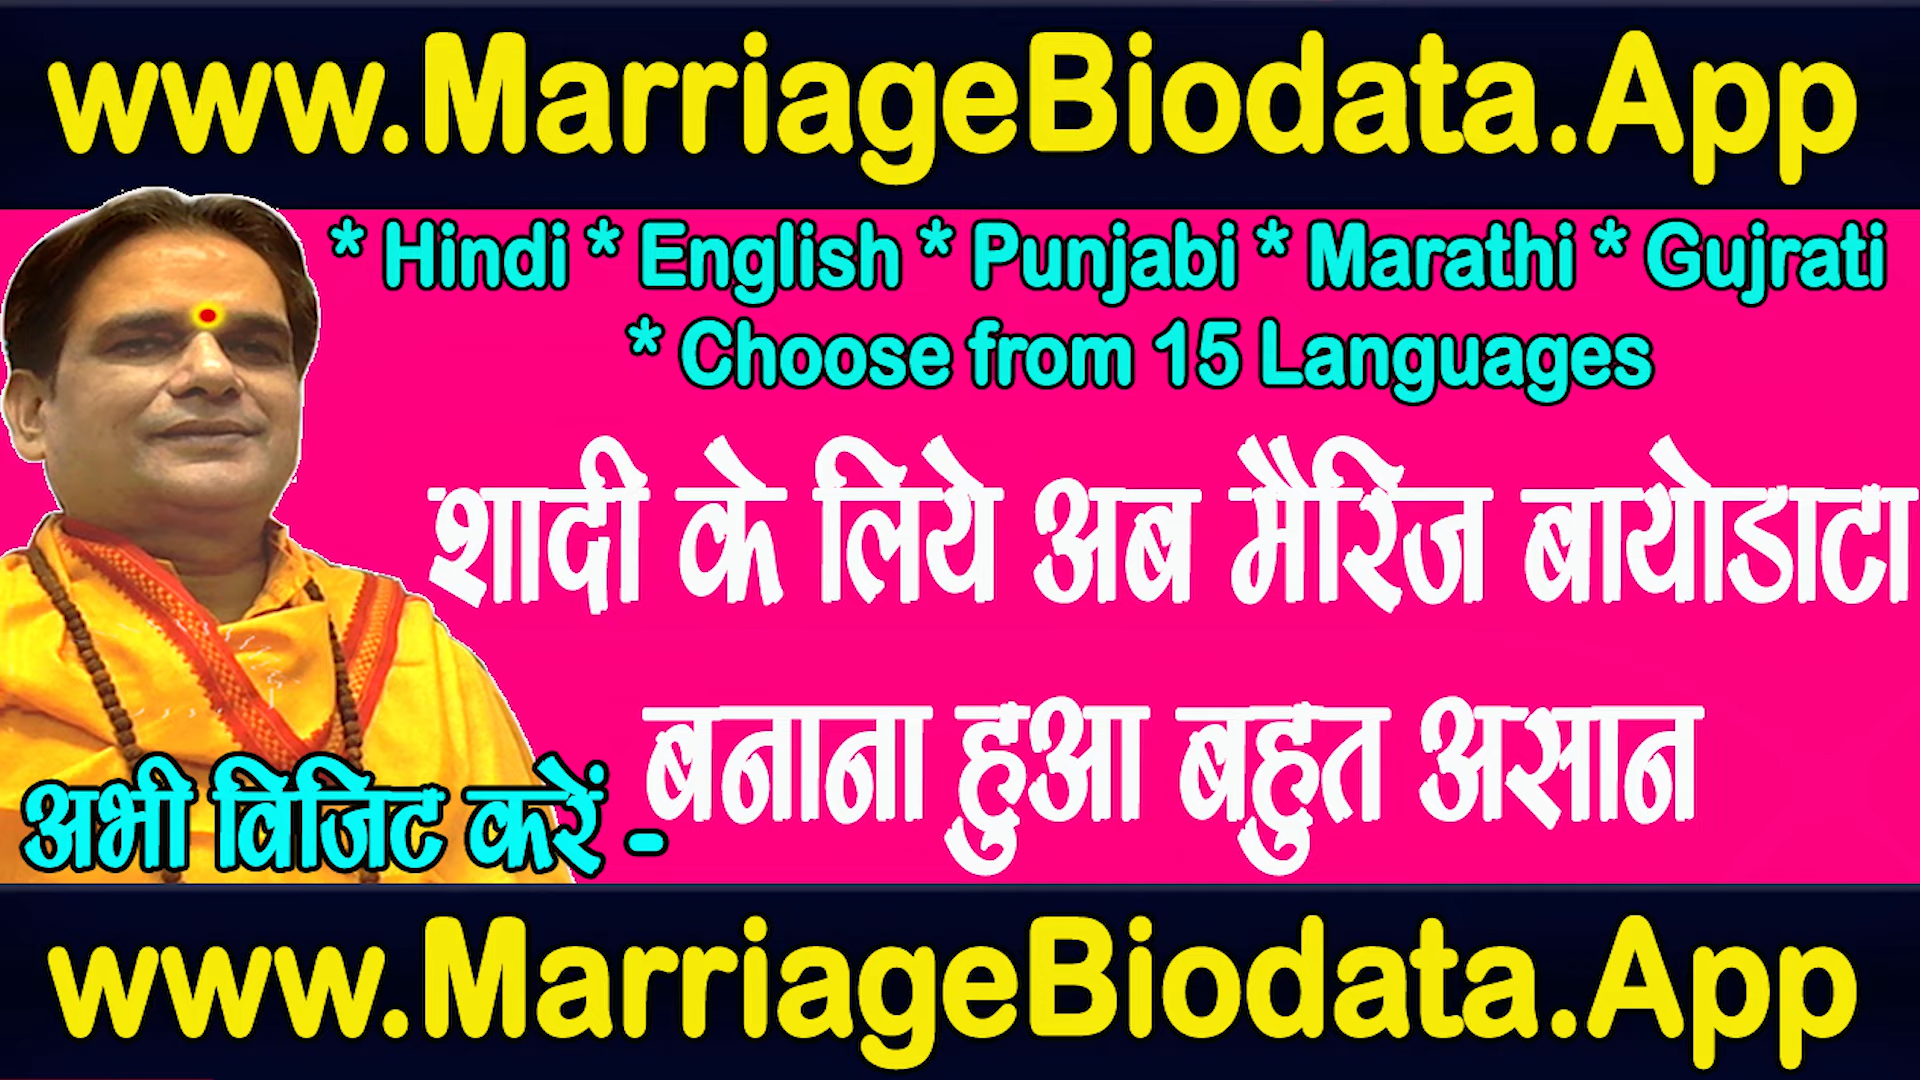 www.MarriageBiodata.App
* Hindi * English * Punjabi * Marathi * Gujrati
* Choose from 15 Languages
शादी के लिये अब मैरिज बायोडाटा
बनाना हुआ बहुत असान
अभी विजिट करें -
www.MarriageBiodata.App